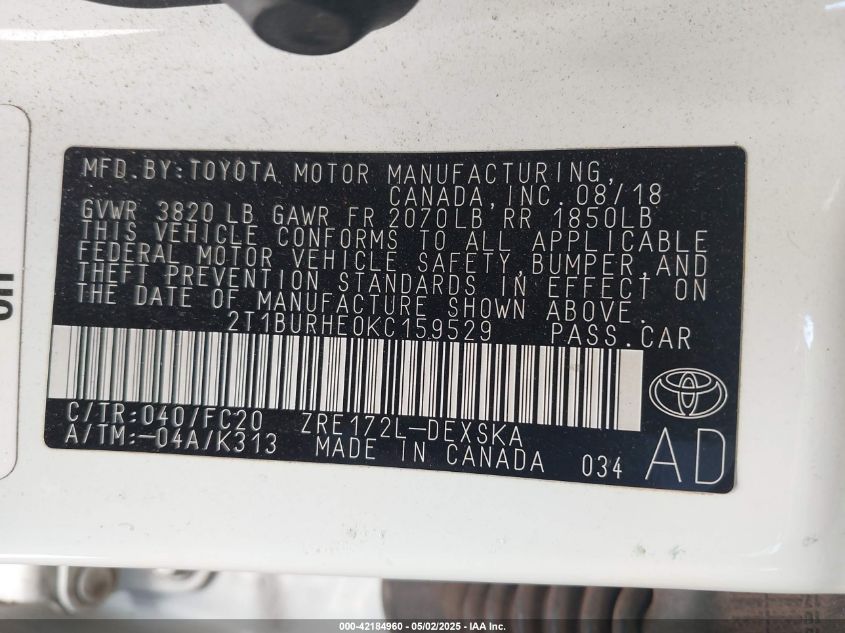 MFD.BY:TOYOTA MOTOR MANUFACTURING,
CANADA,INC. 08/18
GVWR 3820 LB GAWR FR 2070LB RR 1850LB
THIS VEHICLE CONFORMS TO ALL APPLICABLE
FEDERAL MOTOR VEHICLE SAFETY,BUMPER,AND
THEFT PREVENTION STANDARDS IN EFFECT ON
THE DATE OF MANUFACTURE SHOWN ABOVE.
2T1BURHE0KC159529 PASS.CAR
C/TR:040/FC20 ZRE172L-DEXSKA
A/TM:-04A/K313 MADE IN CANADA 034 AD
000-42184960 - 05/02/2025 - IAA Inc.